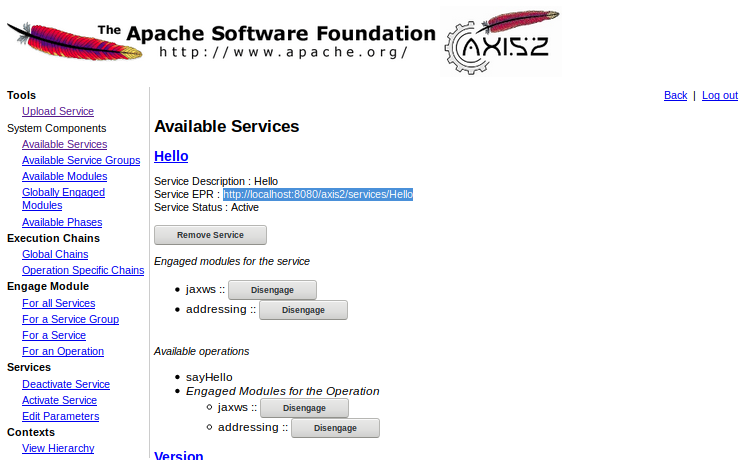 The Apache Software Foundation
http://www.apache.org/
AXIS2
Back | Log out
Tools
Upload Service
System Components
Available Services
Available Service Groups
Available Modules
Globally Engaged
Modules
Available Phases
Execution Chains
Global Chains
Operation Specific Chains
Engage Module
For all Services
For a Service Group
For a Service
For an Operation
Services
Deactivate Service
Activate Service
Edit Parameters
Contexts
View Hierarchy
Available Services
Hello
Service Description : Hello
Service EPR : http://localhost:8080/axis2/services/Hello
Service Status : Active
Remove Service
Engaged modules for the service
jaxws :: Disengage
addressing :: Disengage
Available operations
sayHello
Engaged Modules for the Operation
jaxws :: Disengage
addressing :: Disengage
Version